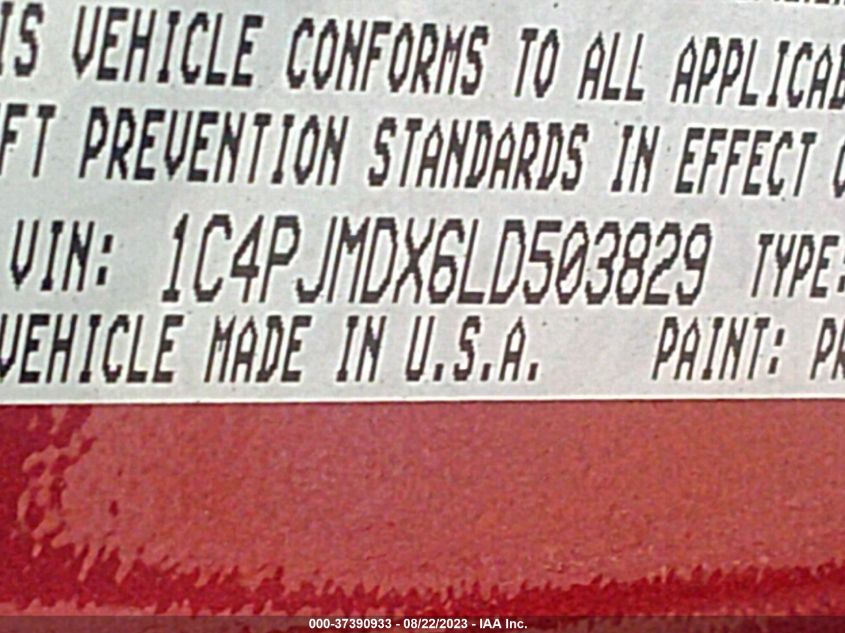 IS VEHICLE CONFORMS TO ALL APPLICAB
FT PREVENTION STANDARDS IN EFFECT O
VIN: 1C4PJMDX6LD503829 TYPE:
VEHICLE MADE IN U.S.A. PAINT: PR
000-37390933 - 08/22/2023 - IAA Inc.